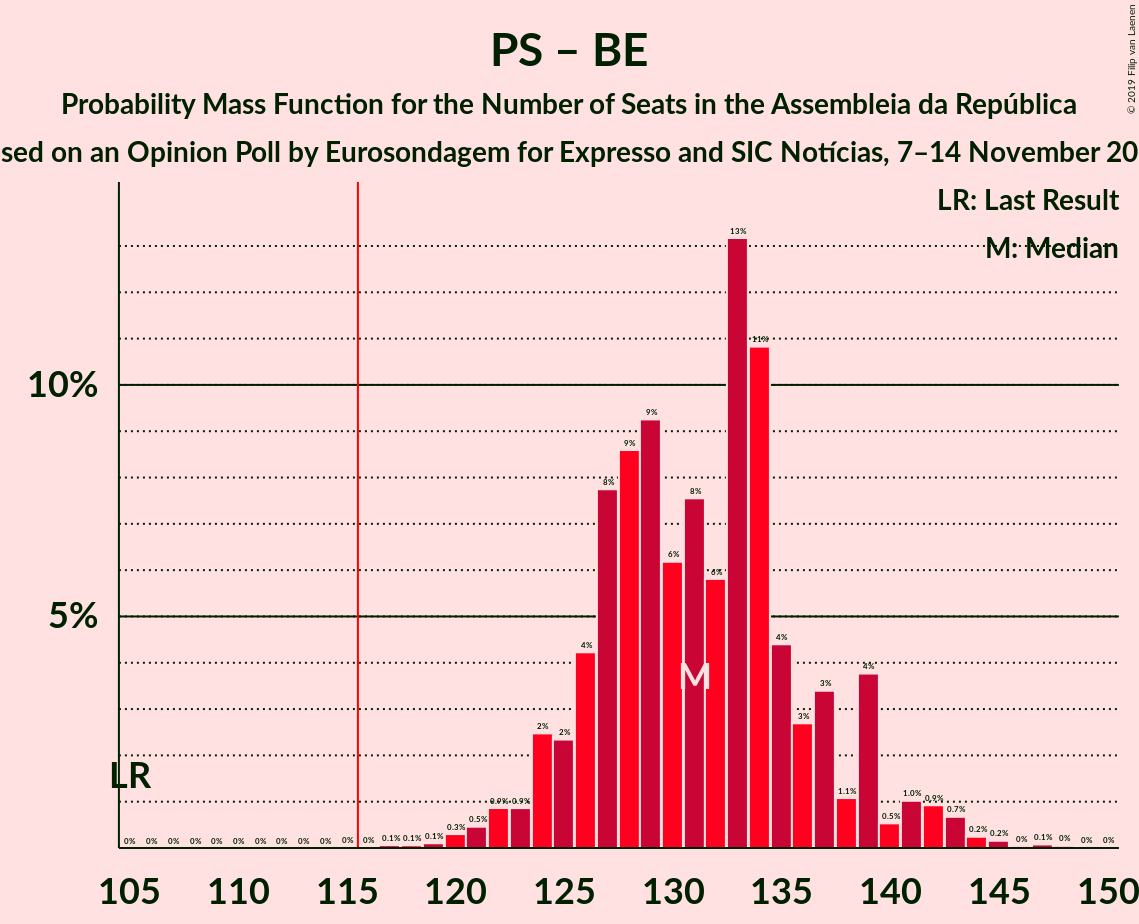 PS – BE
Probability Mass Function for the Number of Seats in the Assembleia da República
sed on an Opinion Poll by Eurosondagem for Expresso and SIC Notícias, 7–14 November 20
© 2019 Filip van Laenen
LR: Last Result
M: Median
10%
5%
LR
M
0% 0% 0% 0% 0% 0% 0% 0% 0% 0% 0% 0% 0.1% 0.1% 0.1% 0.3% 0.5% 0.9% 0.9% 2% 2% 4% 8% 9% 9% 6% 8% 6% 13% 11% 4% 3% 3% 1.1% 4% 0.5% 1.0% 0.9% 0.7% 0.2% 0.2% 0% 0.1% 0% 0% 0%
105 110 115 120 125 130 135 140 145 150